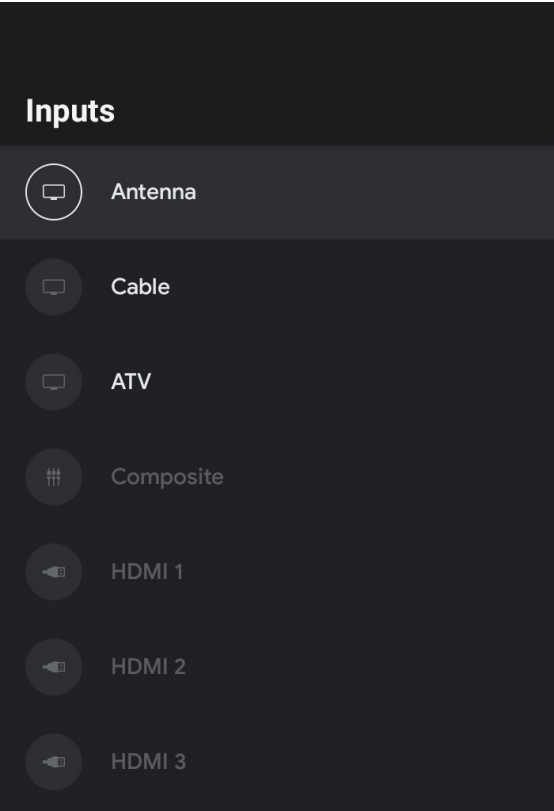 Inputs
Antenna
Cable
ATV
Composite
HDMI 1
HDMI 2
HDMI 3